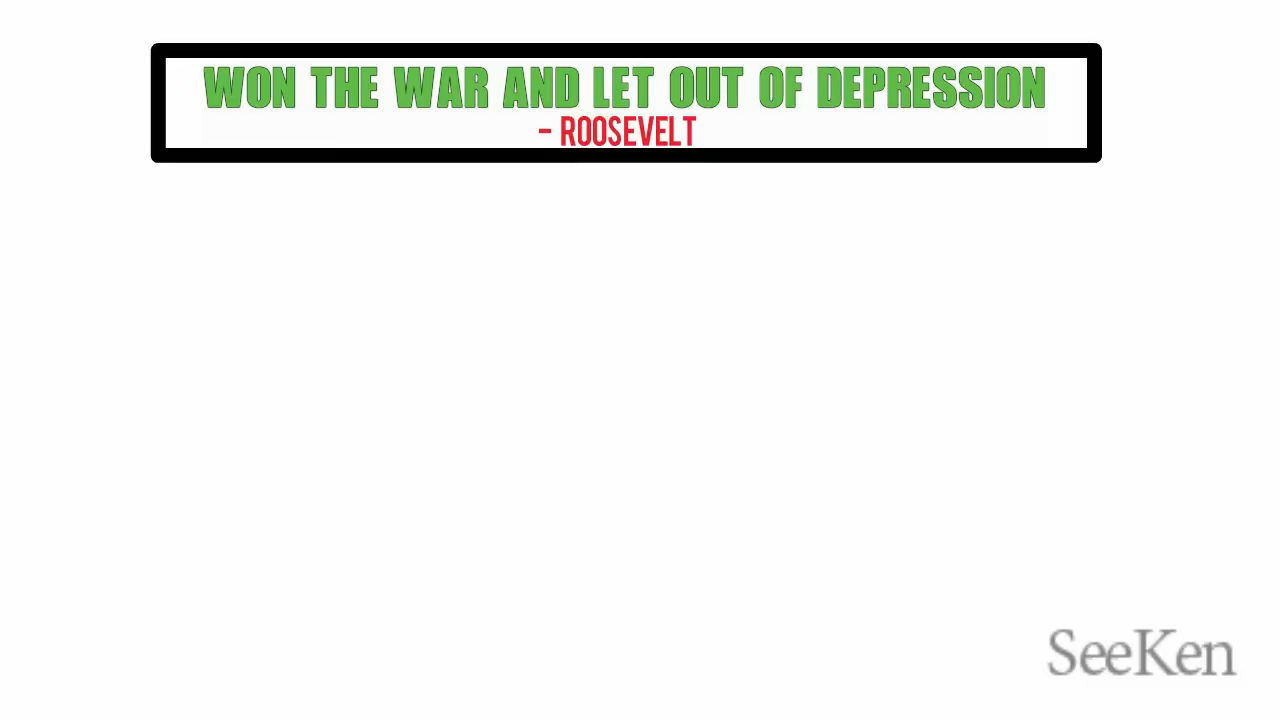 WON THE WAR AND LET OUT OF DEPRESSION
- ROOSEVELT
SeeKen